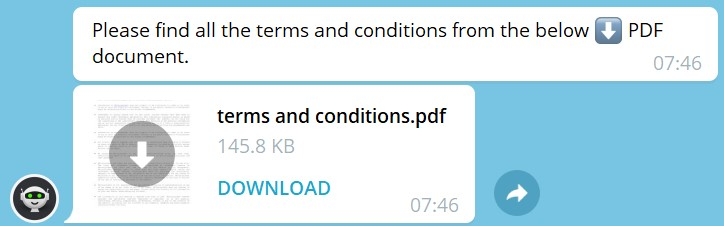 Please find all the terms and conditions from the below ⬇️ PDF
document.
07:46
terms and conditions.pdf
145.8 KB
DOWNLOAD
07:46